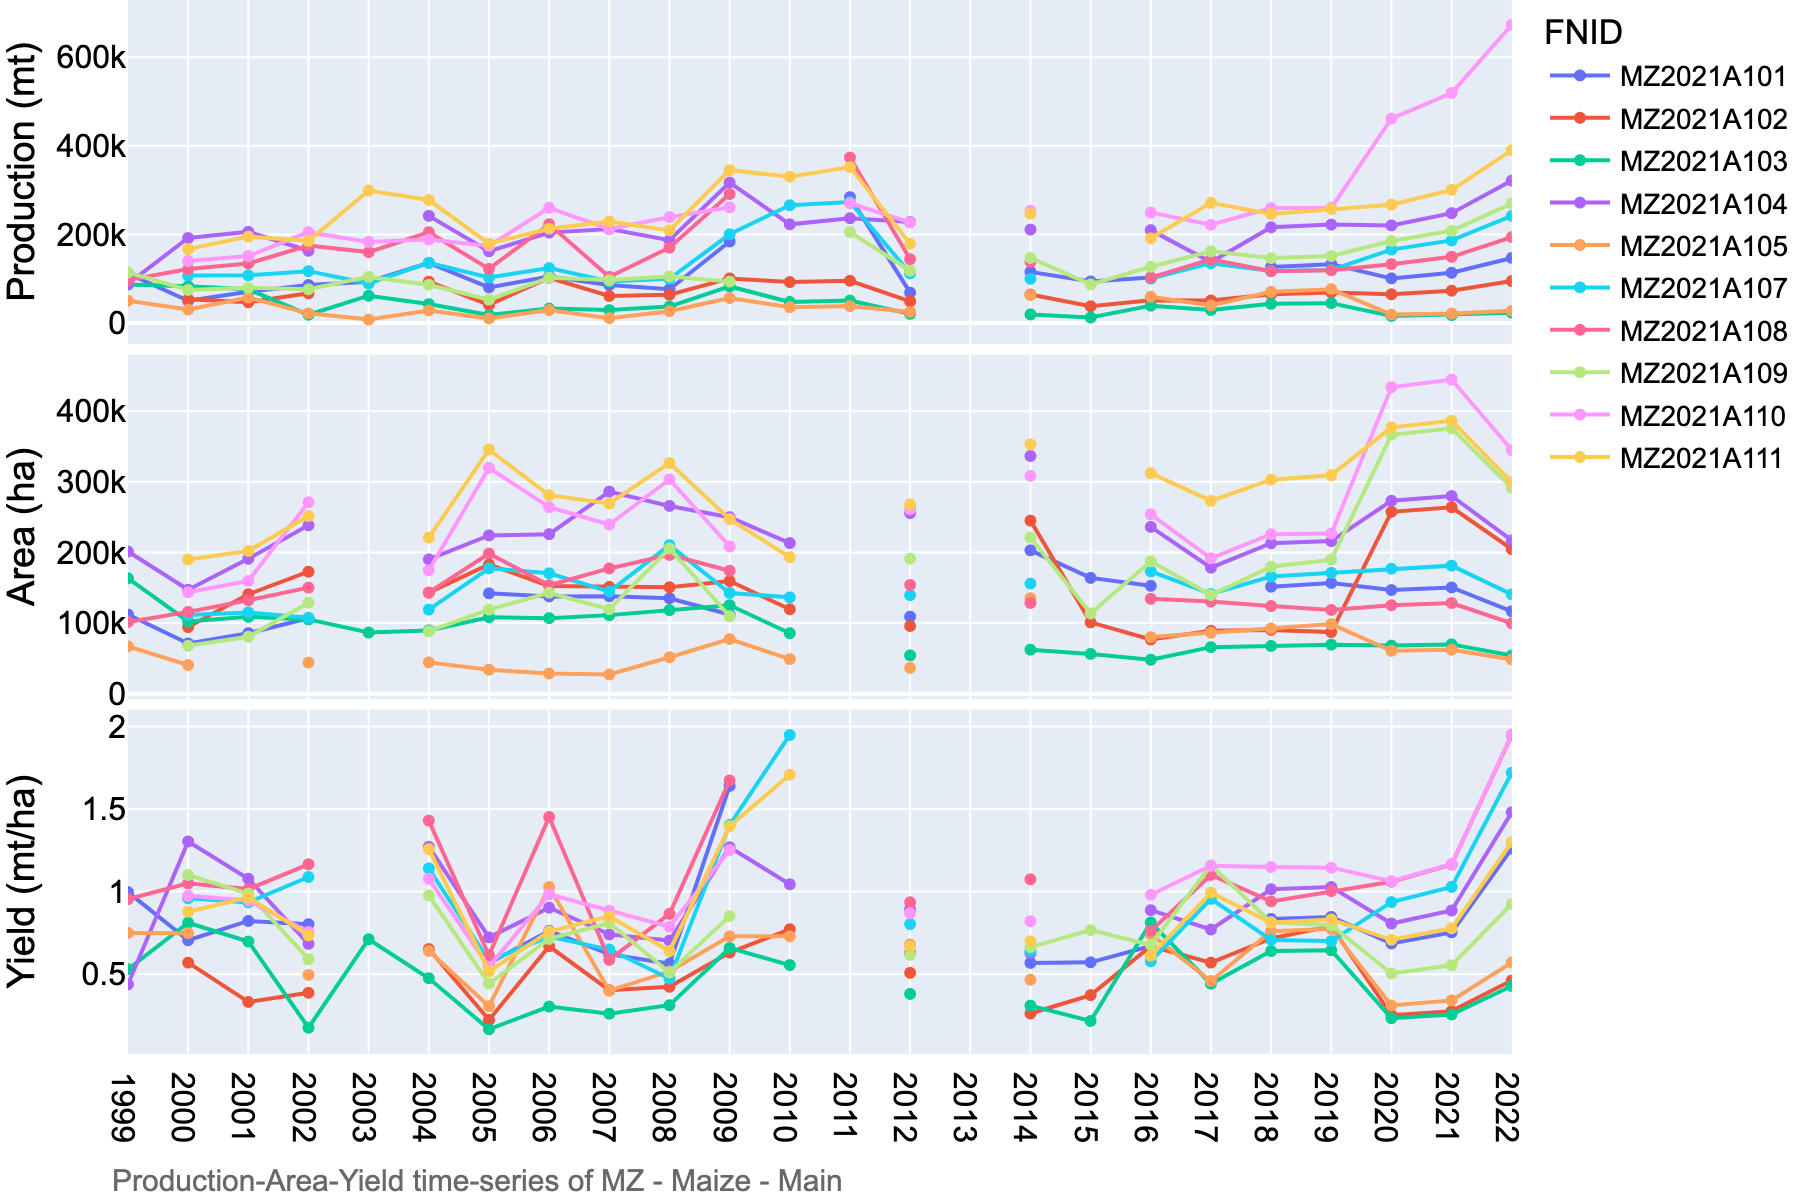 Production (mt)
600k
400k
200k
0
Area (ha)
400k
300k
200k
100k
0
Yield (mt/ha)
2
1.5
1
0.5
1999
2000
2001
2002
2003
2004
2005
2006
2007
2008
2009
2010
2011
2012
2013
2014
2015
2016
2017
2018
2019
2020
2021
2022
Production-Area-Yield time-series of MZ - Maize - Main
FNID
MZ2021A101
MZ2021A102
MZ2021A103
MZ2021A104
MZ2021A105
MZ2021A107
MZ2021A108
MZ2021A109
MZ2021A110
MZ2021A111